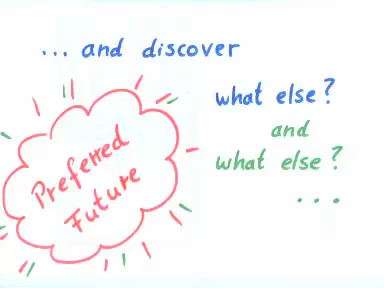 ... and discover
what else?
and
what else?
...
Preferred
Future